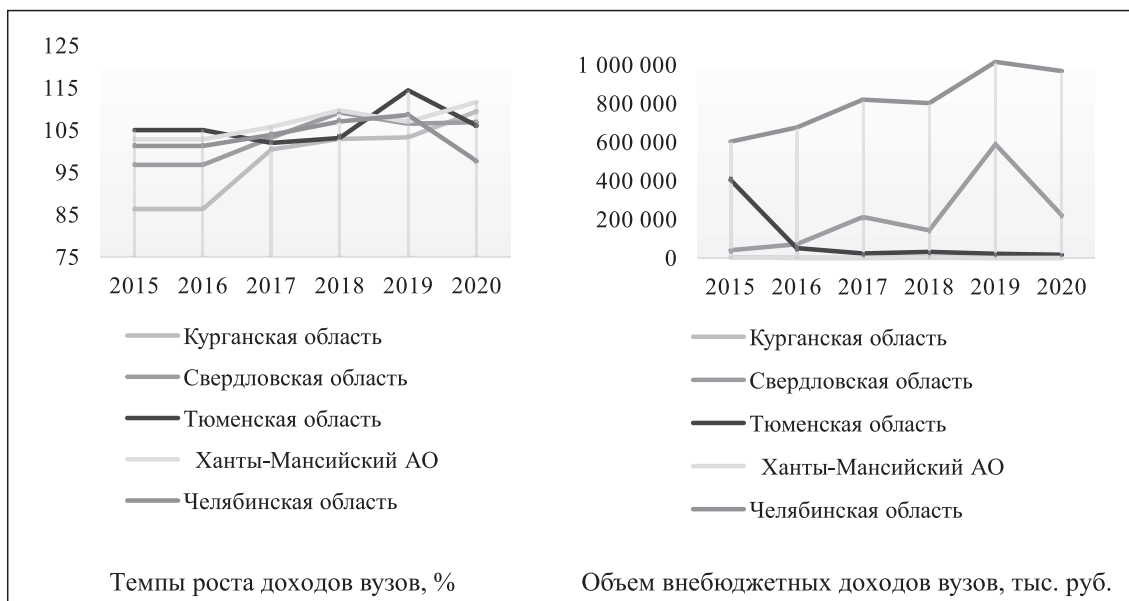 125
115
105
95
85
75
2015 2016 2017 2018 2019 2020
Курганская область
Свердловская область
Тюменская область
Ханты-Мансийский АО
Челябинская область
Темпы роста доходов вузов, %
1 000 000
800 000
600 000
400 000
200 000
0
2015 2016 2017 2018 2019 2020
Курганская область
Свердловская область
Тюменская область
Ханты-Мансийский АО
Челябинская область
Объем внебюджетных доходов вузов, тыс. руб.